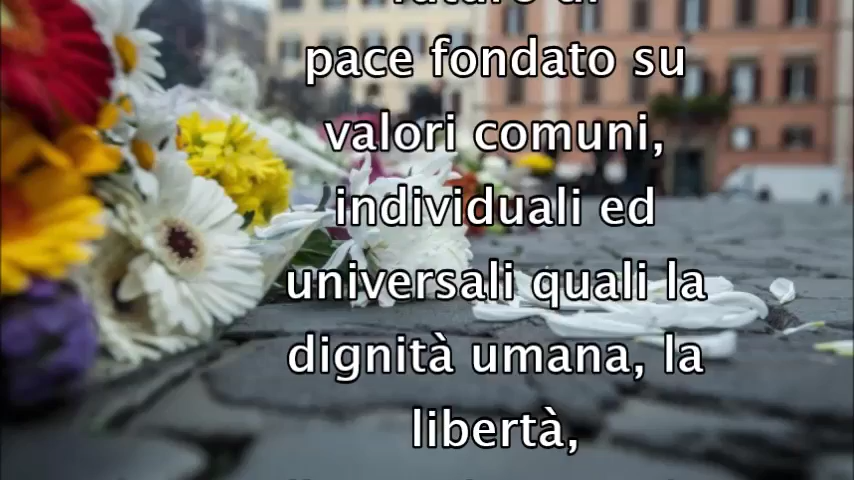 pace fondato su
valori comuni,
individuali ed
universali quali la
dignità umana, la
libertà,